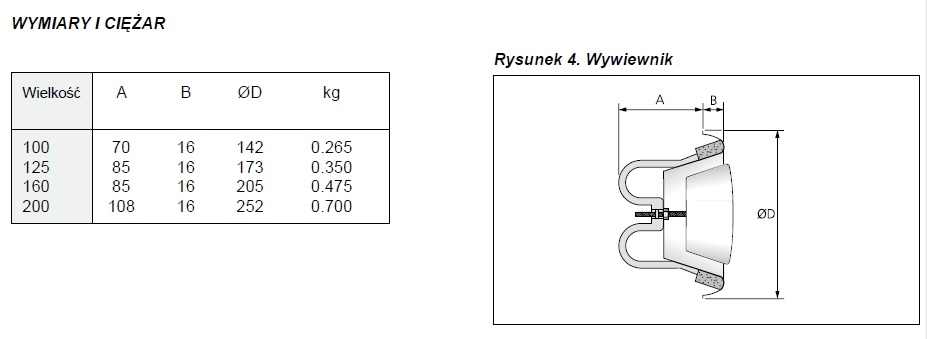 WYMIARY I CIĘŻAR
Wielkość A B ØD kg
100 70 16 142 0.265
125 85 16 173 0.350
160 85 16 205 0.475
200 108 16 252 0.700
Rysunek 4. Wywiewnik
A B
ØD